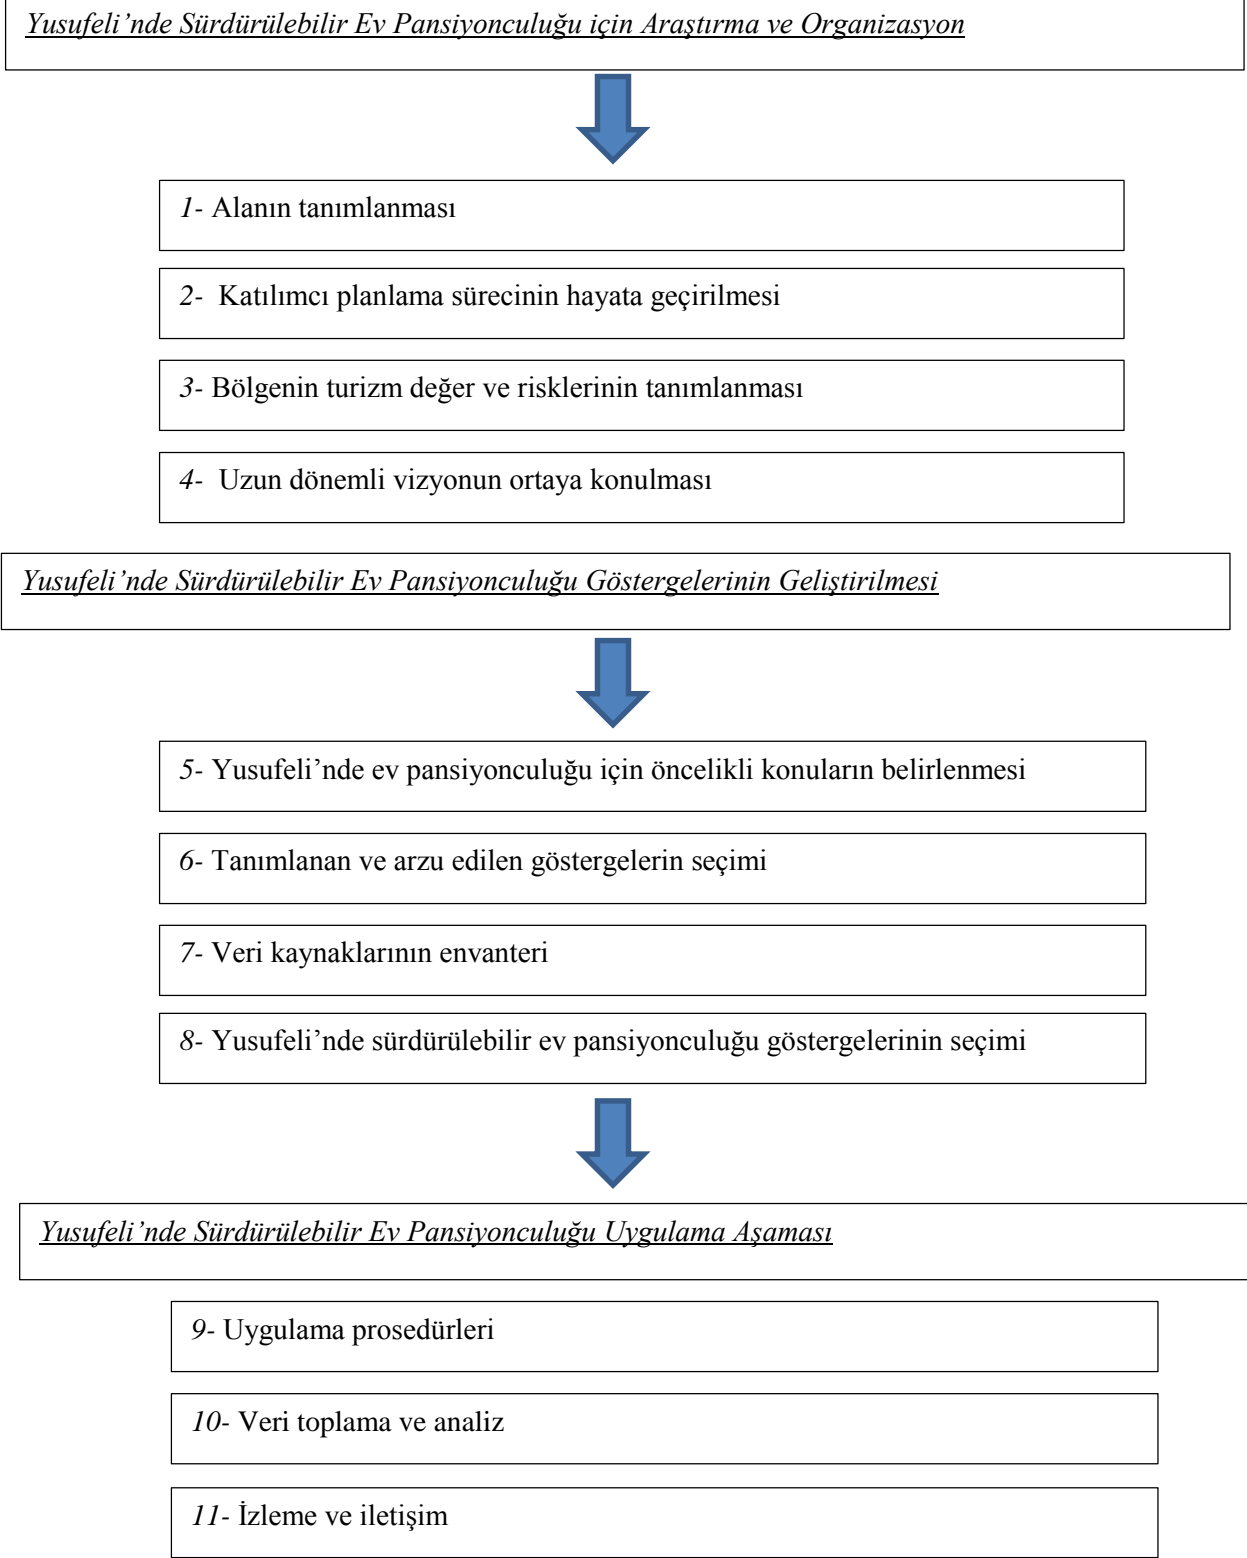 Yusufeli’nde Sürdürülebilir Ev Pansiyonculuğu için Araştırma ve Organizasyon
1- Alanın tanımlanması
2- Katılımcı planlama sürecinin hayata geçirilmesi
3- Bölgenin turizm değer ve risklerinin tanımlanması
4- Uzun dönemli vizyonun ortaya konulması
Yusufeli’nde Sürdürülebilir Ev Pansiyonculuğu Göstergelerinin Geliştirilmesi
5- Yusufeli’nde ev pansiyonculuğu için öncelikli konuların belirlenmesi
6- Tanımlanan ve arzu edilen göstergelerin seçimi
7- Veri kaynaklarının envanteri
8- Yusufeli’nde sürdürülebilir ev pansiyonculuğu göstergelerinin seçimi
Yusufeli’nde Sürdürülebilir Ev Pansiyonculuğu Uygulama Aşaması
9- Uygulama prosedürleri
10- Veri toplama ve analiz
11- İzleme ve iletişim